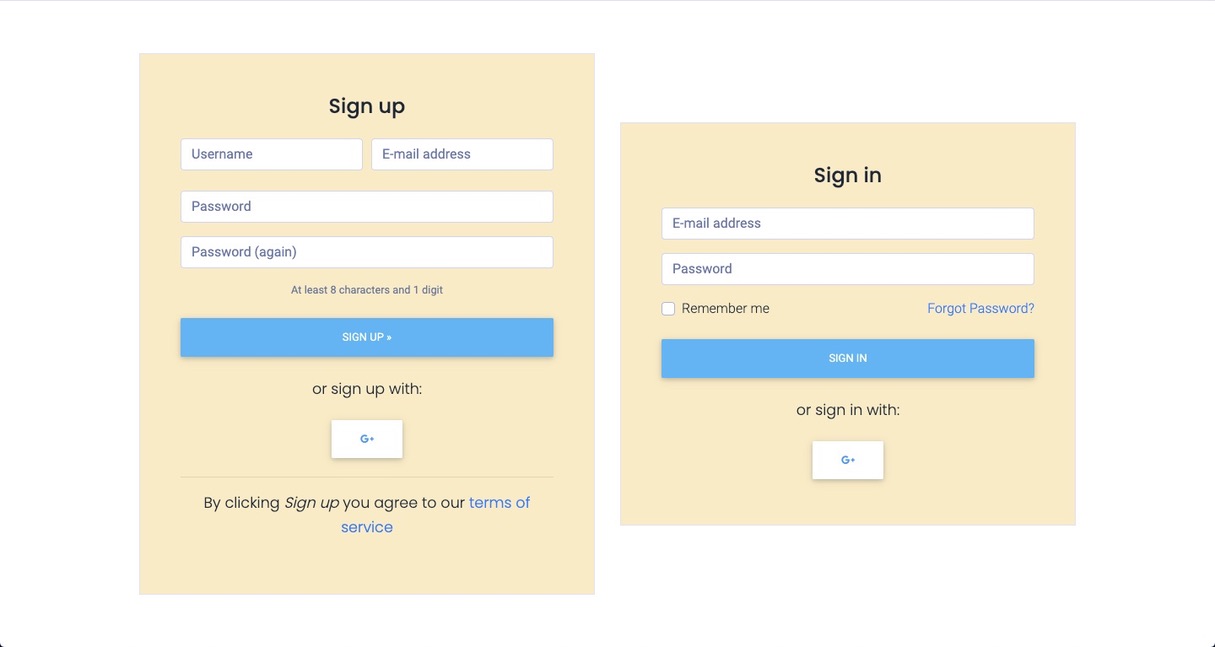 Sign up
Username
E-mail address
Password
Password (again)
At least 8 characters and 1 digit
SIGN UP »
or sign up with:
G+
By clicking Sign up you agree to our terms of
service
Sign in
E-mail address
Password
Remember me
Forgot Password?
SIGN IN
or sign in with:
G+